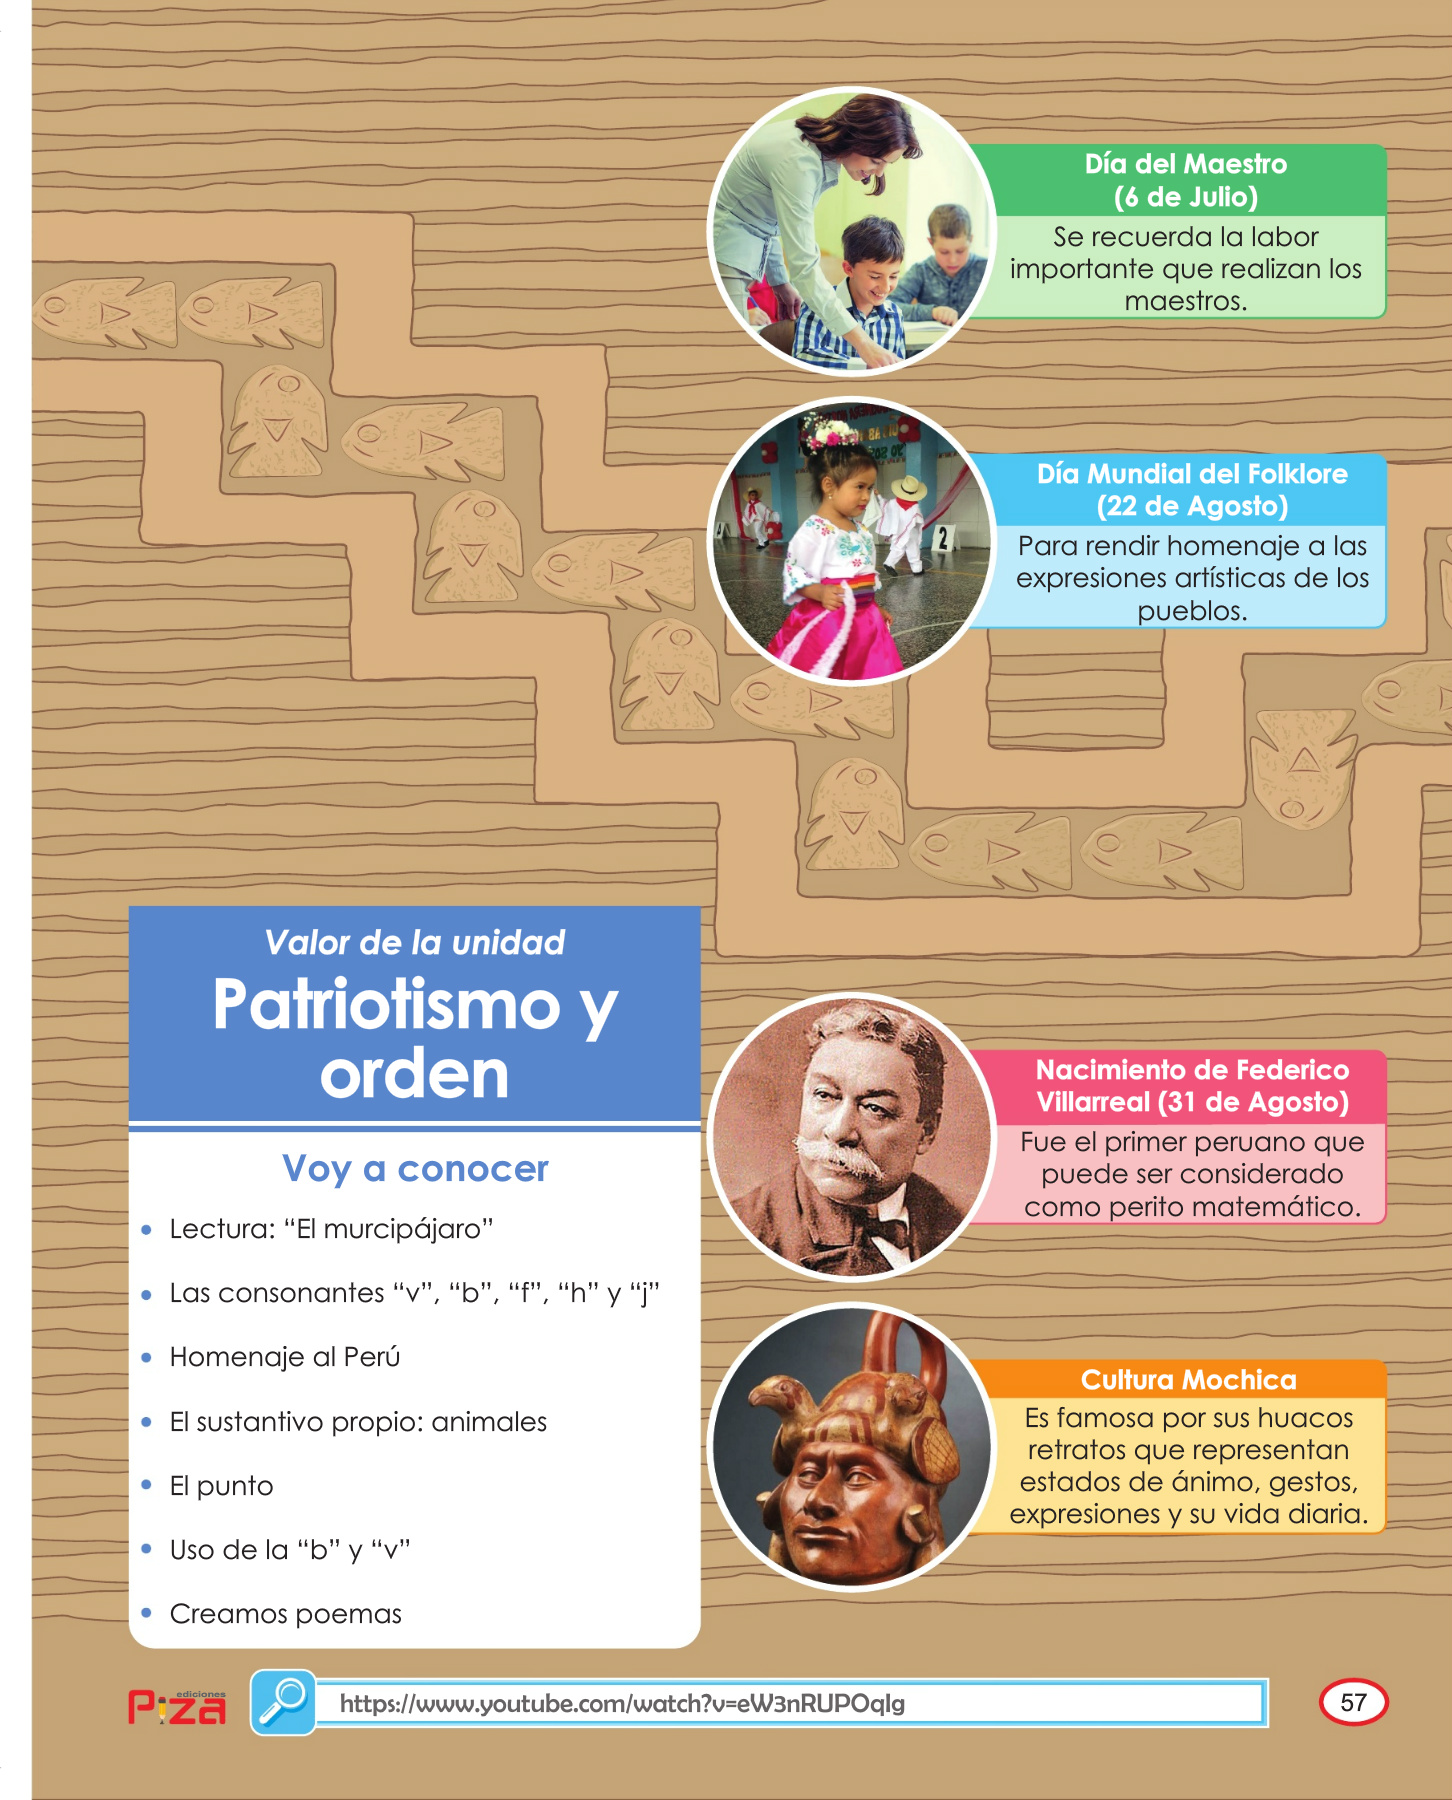 Día del Maestro
(6 de Julio)
Se recuerda la labor
importante que realizan los
maestros.
2
Día Mundial del Folklore
(22 de Agosto)
Para rendir homenaje a las
expresiones artísticas de los
pueblos.
Valor de la unidad
Patriotismo y
orden
Voy a conocer
• Lectura: “El murcipájaro”
• Las consonantes “v”, “b”, “f”, “h” y “j”
• Homenaje al Perú
• El sustantivo propio: animales
• El punto
• Uso de la “b” y “v”
• Creamos poemas
Nacimiento de Federico
Villarreal (31 de Agosto)
Fue el primer peruano que
puede ser considerado
como perito matemático.
Cultura Mochica
Es famosa por sus huacos
retratos que representan
estados de ánimo, gestos,
expresiones y su vida diaria.
ediciones
Piza
https://www.youtube.com/watch?v=eW3nRUPOqIg
57